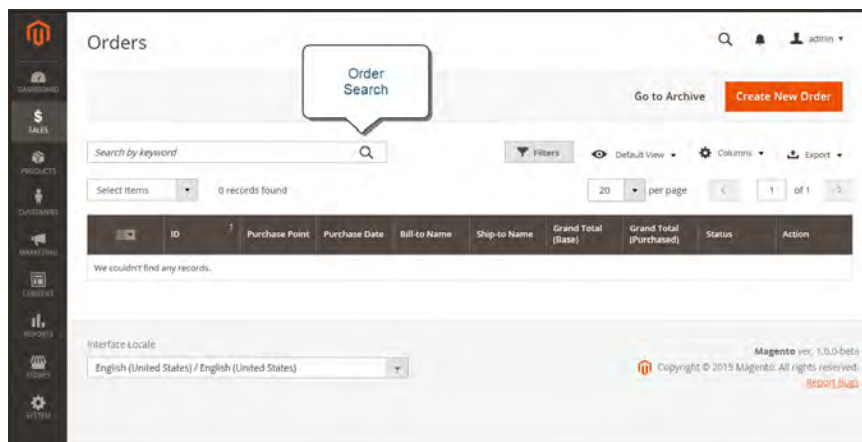 Orders
admin
Order
Search
Go to Archive
Create New Order
Search by keyword
Filters
Default View
Columns
Export
Select Items
0 records found
20
per page
1
of 1
ID
Purchase Point
Purchase Date
Bill-to Name
Ship-to Name
Grand Total
(Base)
Grand Total
(Purchased)
Status
Action
We couldn't find any records.
DASHBOARD
SALES
PRODUCTS
CUSTOMERS
MARKETING
CONTENT
REPORTS
STORES
SYSTEM
Interface Locale
English (United States) / English (United States)
Magento ver. 1.0.0-beta
Copyright © 2015 Magento. All rights reserved.
Report Bugs